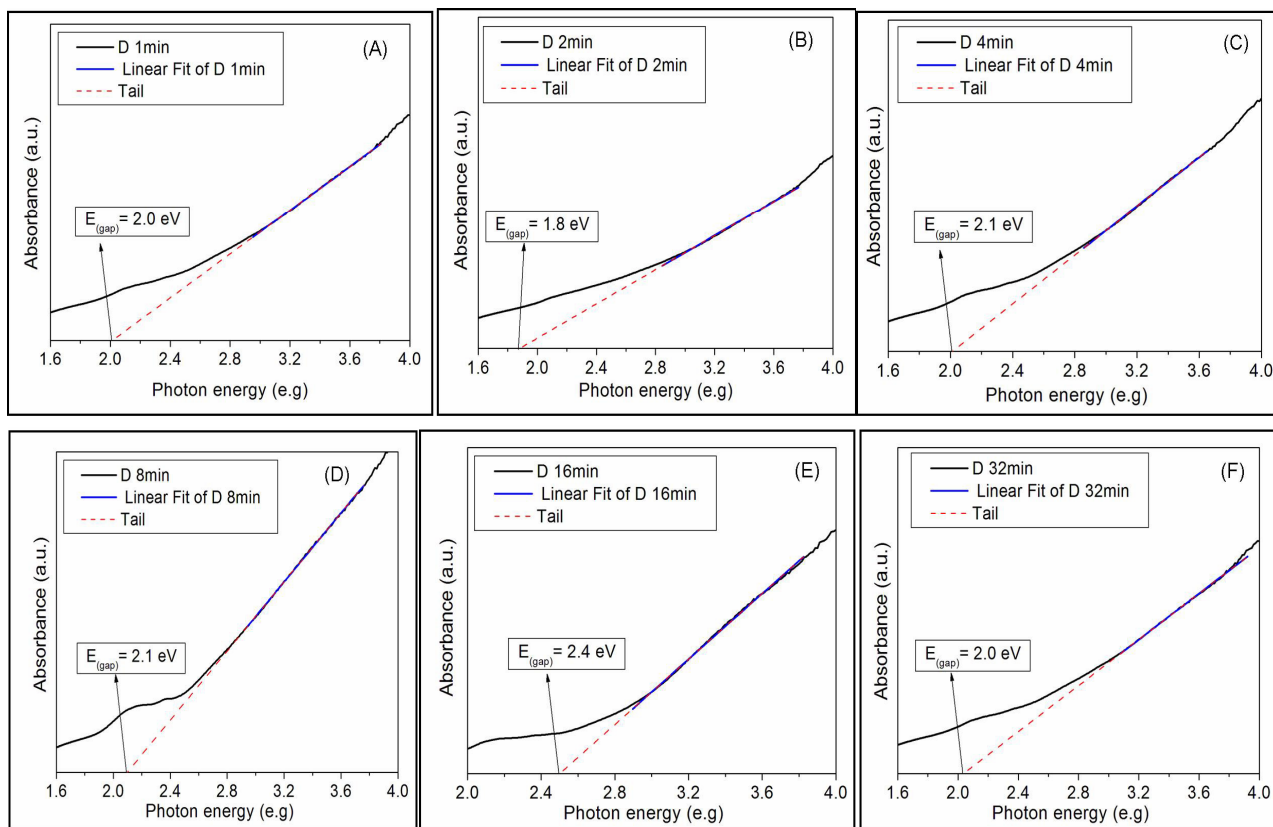 (A)
D 1min
Linear Fit of D 1min
Tail
E(gap)= 2.0 eV
Absorbance (a.u.)
1.6 2.0 2.4 2.8 3.2 3.6 4.0
Photon energy (e.g)
(B)
D 2min
Linear Fit of D 2min
Tail
E(gap)= 1.8 eV
Absorbance (a.u.)
1.6 2.0 2.4 2.8 3.2 3.6 4.0
Photon energy (e.g)
(C)
D 4min
Linear Fit of D 4min
Tail
E(gap)= 2.1 eV
Absorbance (a.u.)
1.6 2.0 2.4 2.8 3.2 3.6 4.0
Photon energy (e.g)
(D)
D 8min
Linear Fit of D 8min
Tail
E(gap)= 2.1 eV
Absorbance (a.u.)
1.6 2.0 2.4 2.8 3.2 3.6 4.0
Photon energy (e.g)
(E)
D 16min
Linear Fit of D 16min
Tail
E(gap)= 2.4 eV
Absorbance (a.u.)
2.0 2.4 2.8 3.2 3.6 4.0
Photon energy (e.g)
(F)
D 32min
Linear Fit of D 32min
Tail
E(gap)= 2.0 eV
Absorbance (a.u.)
1.6 2.0 2.4 2.8 3.2 3.6 4.0
Photon energy (e.g)